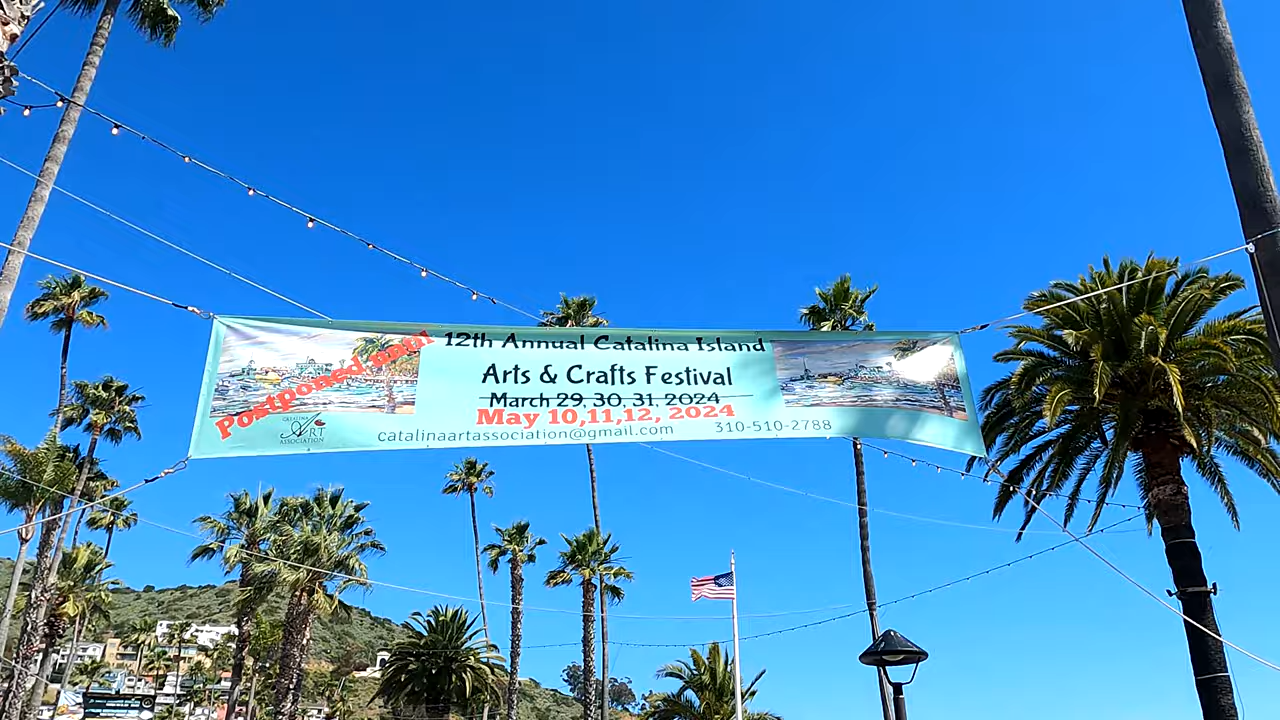 Postponed until
12th Annual Catalina Island
Arts & Crafts Festival
March 29, 30, 31, 2024
May 10,11,12, 2024
catalinaartassociation@gmail.com 310-510-2788
CATALINA
ART
ASSOCIATION